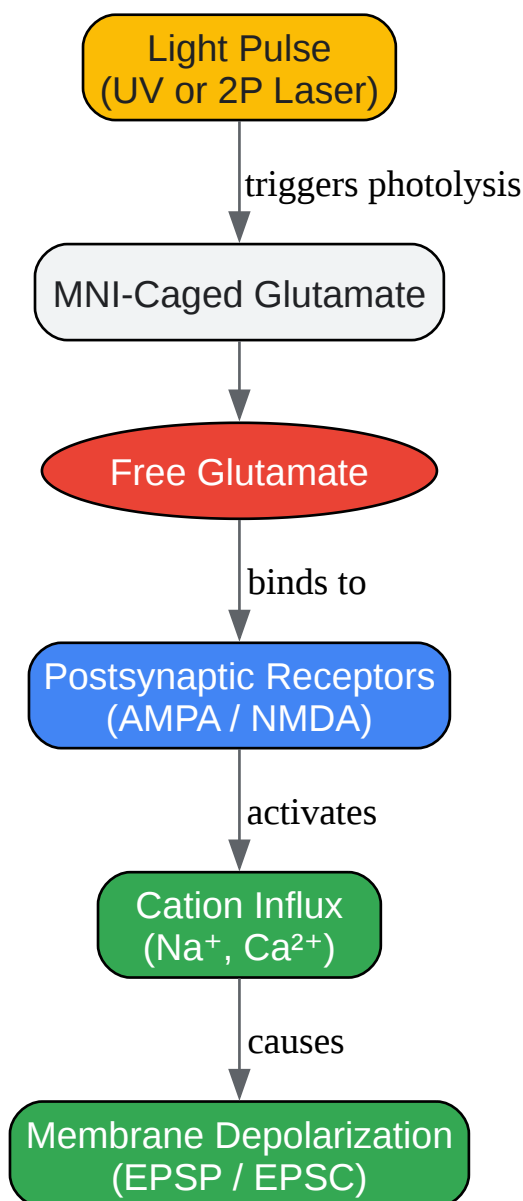 Light Pulse
(UV or 2P Laser)
triggers photolysis
MNI-Caged Glutamate
Free Glutamate
binds to
Postsynaptic Receptors
(AMPA / NMDA)
activates
Cation Influx
(Na⁺, Ca²⁺)
causes
Membrane Depolarization
(EPSP / EPSC)